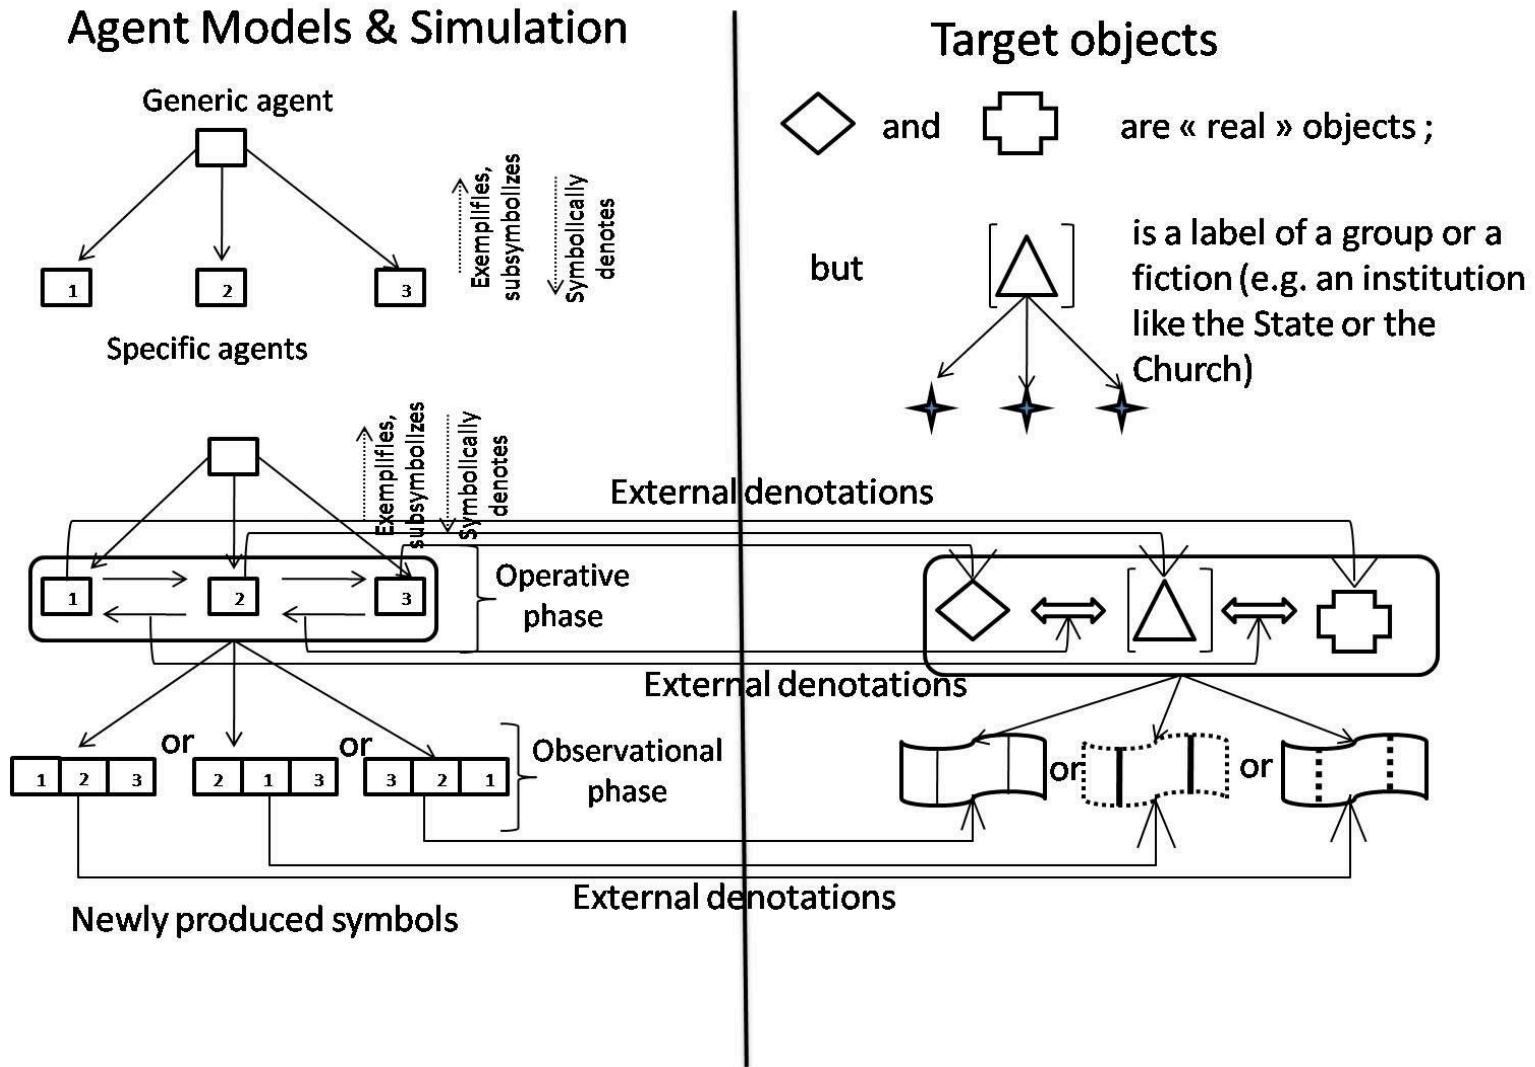 Agent Models & Simulation
Target objects
Generic agent
and
are « real » objects ;
Exemplifies,
subsymbolizes
Symbolically
denotes
1
2
3
Specific agents
but
is a label of a group or a
fiction (e.g. an institution
like the State or the
Church)
Exemplifies,
subsymbolizes
Symbolically
denotes
External denotations
1
2
3
Operative
phase
External denotations
1 2 3
or
2 1 3
or
3 2 1
Observational
phase
or
or
External denotations
Newly produced symbols